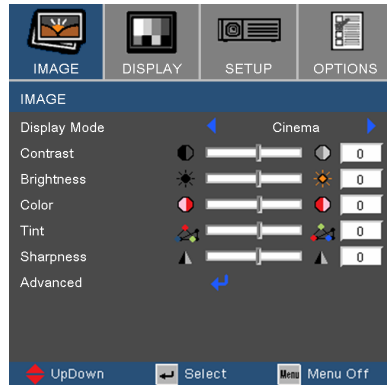 IMAGE DISPLAY SETUP OPTIONS
IMAGE
Display Mode Cinema
Contrast 0
Brightness 0
Color 0
Tint 0
Sharpness 0
Advanced
UpDown Select Menu Menu Off